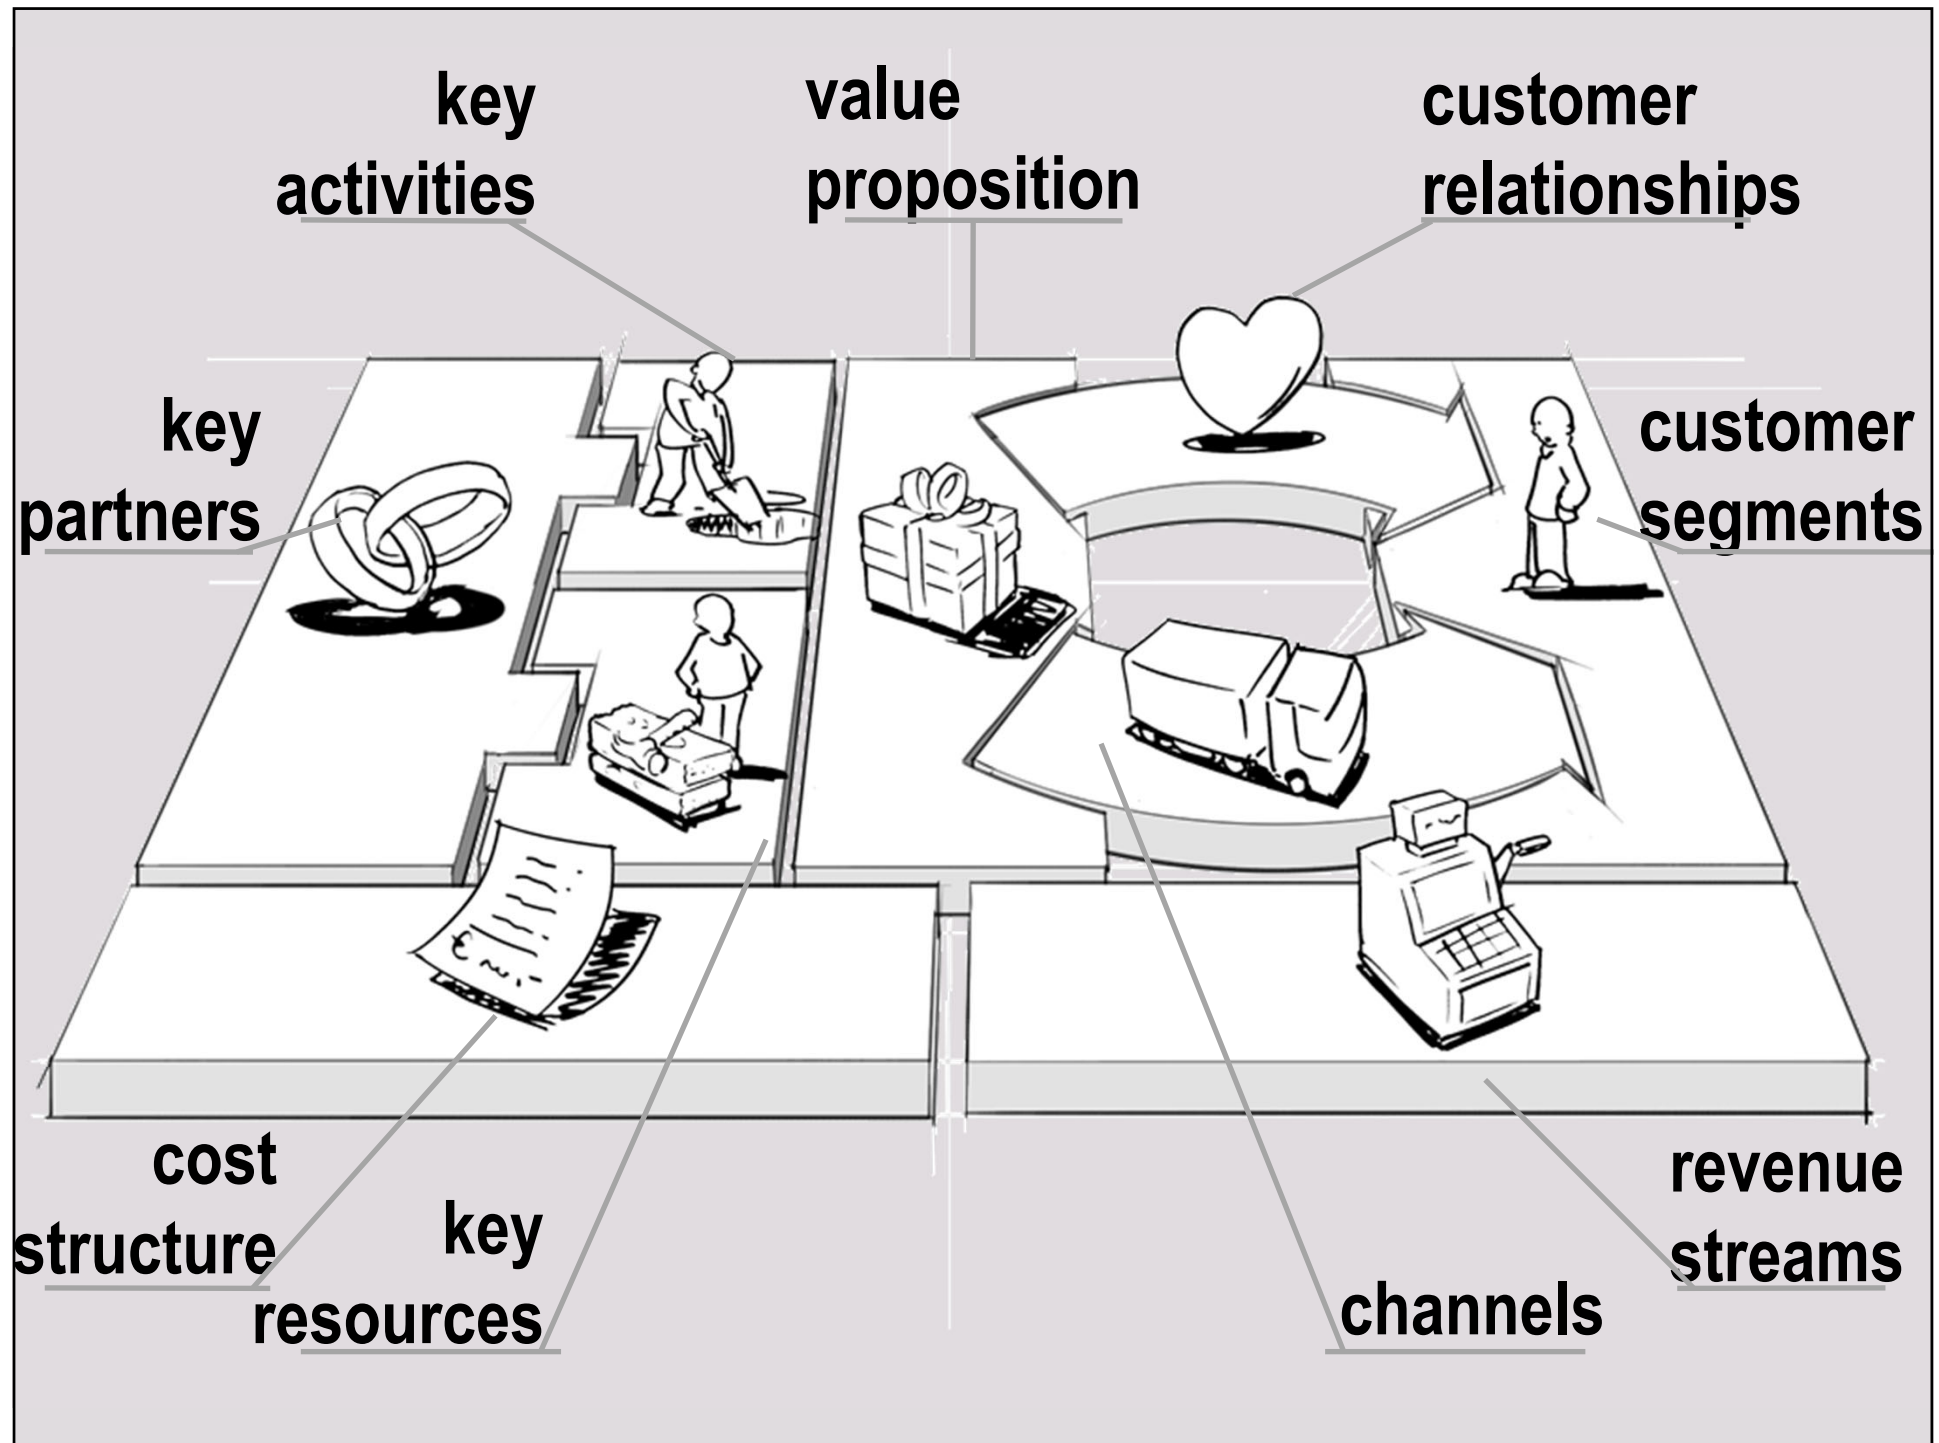 key
activities
value
proposition
customer
relationships
key
partners
customer
segments
cost
structure
key
resources
channels
revenue
streams